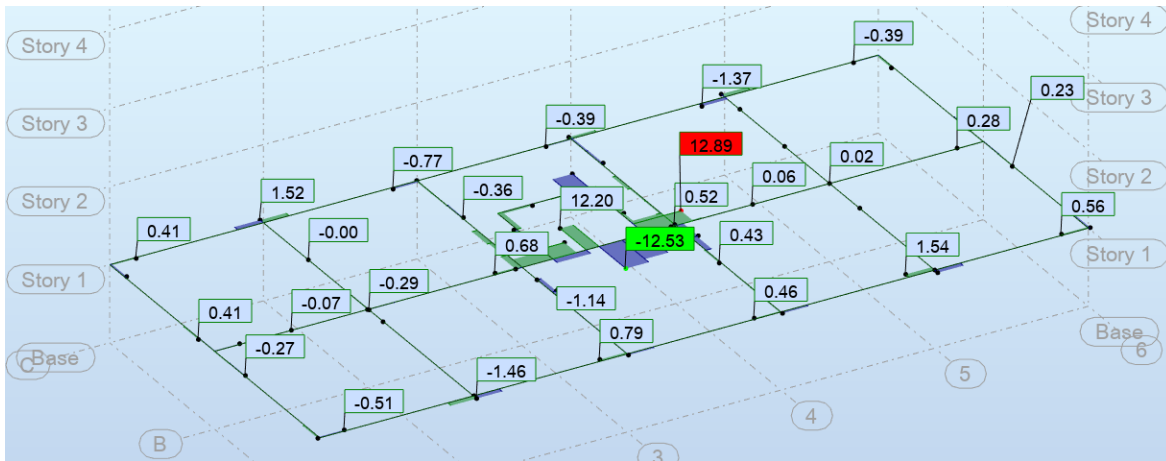 Story 4
Story 4
-0.39
-1.37
0.23
Story 3
Story 3
-0.39
0.28
12.89
0.02
-0.77
Story 2
Story 2
1.52
-0.36
12.20
0.52
0.06
0.56
0.41
-0.00
0.68
-12.53
0.43
1.54
Story 1
Story 1
-0.07
-0.29
-1.14
0.46
0.41
0.79
Base
Base
C
-0.27
-1.46
6
5
-0.51
4
B
3